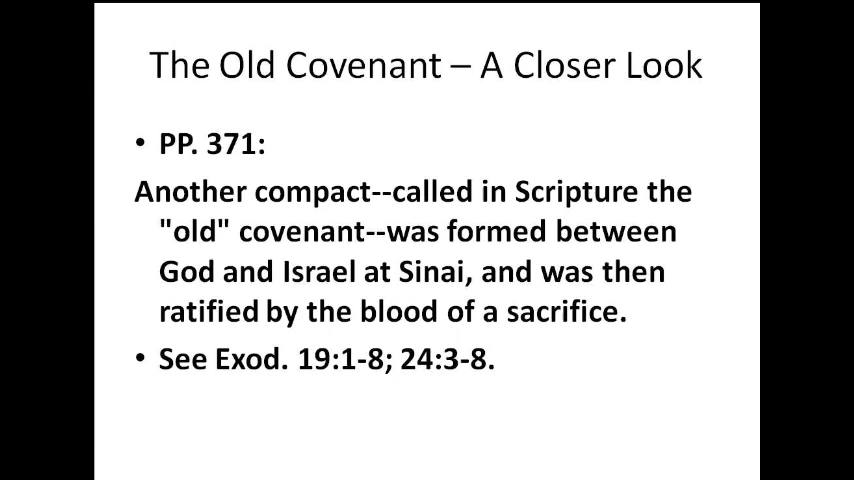 The Old Covenant – A Closer Look
• PP. 371:
Another compact--called in Scripture the
"old" covenant--was formed between
God and Israel at Sinai, and was then
ratified by the blood of a sacrifice.
• See Exod. 19:1-8; 24:3-8.